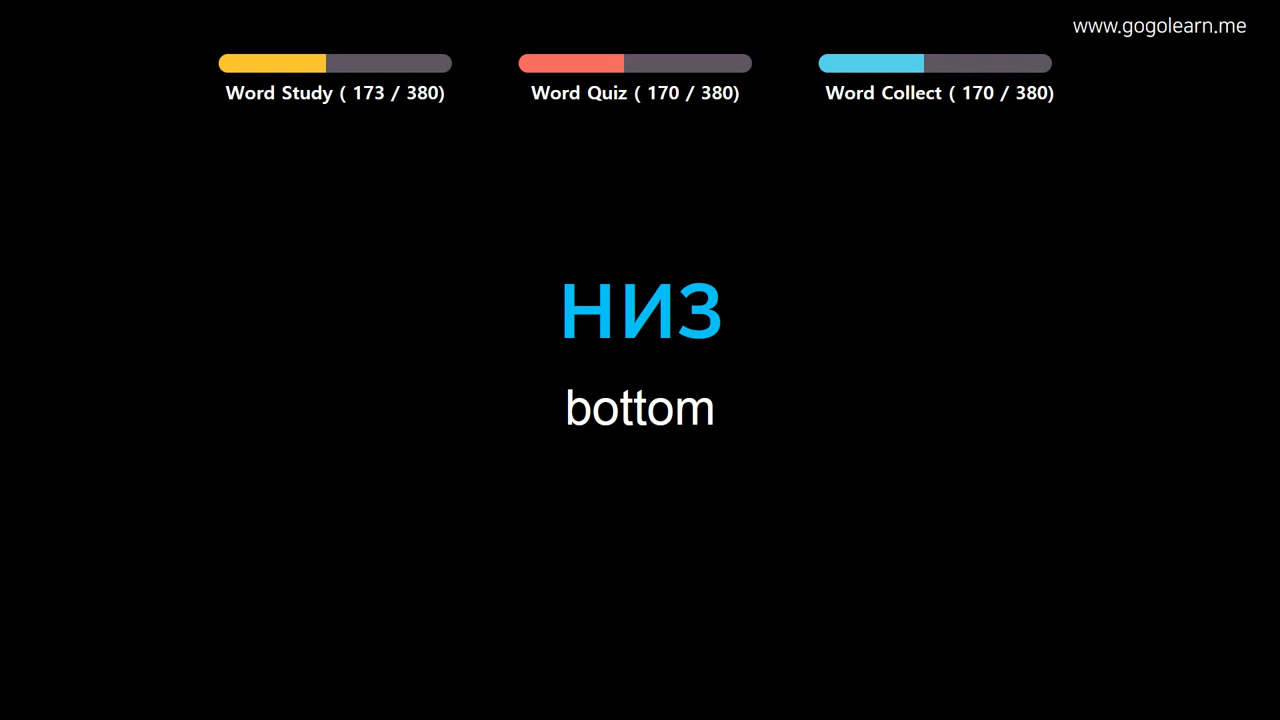 www.gogolearn.me
Word Study ( 173 / 380)
Word Quiz ( 170 / 380)
Word Collect ( 170 / 380)
низ
bottom